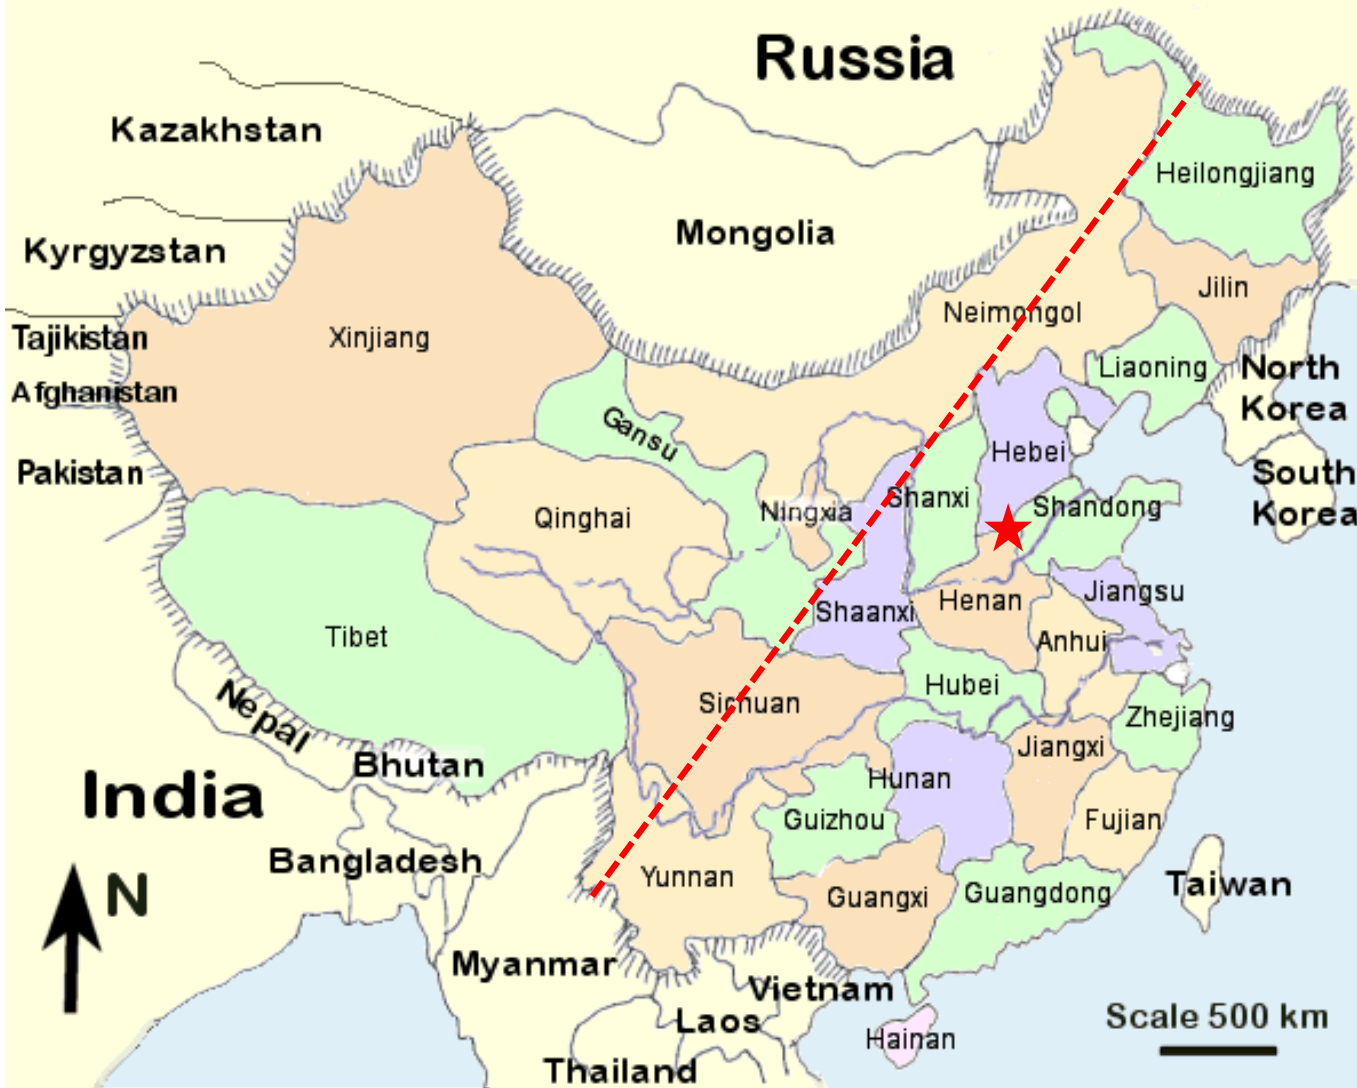 Russia
Kazakhstan
Heilongjiang
Mongolia
Kyrgyzstan
Jilin
Neimongol
Tajikistan
Xinjiang
Liaoning
North
Korea
Afghanistan
Gansu
Hebei
Pakistan
South
Korea
Shanxi
Shandong
Qinghai
Ningxia
Jiangsu
Henan
Shaanxi
Tibet
Anhui
Hubei
Nepal
Sichuan
Zhejiang
Jiangxi
Bhutan
Hunan
India
Guizhou
Fujian
Bangladesh
Yunnan
Taiwan
N
Guangxi
Guangdong
Myanmar
Vietnam
Laos
Scale 500 km
Hainan
Thailand